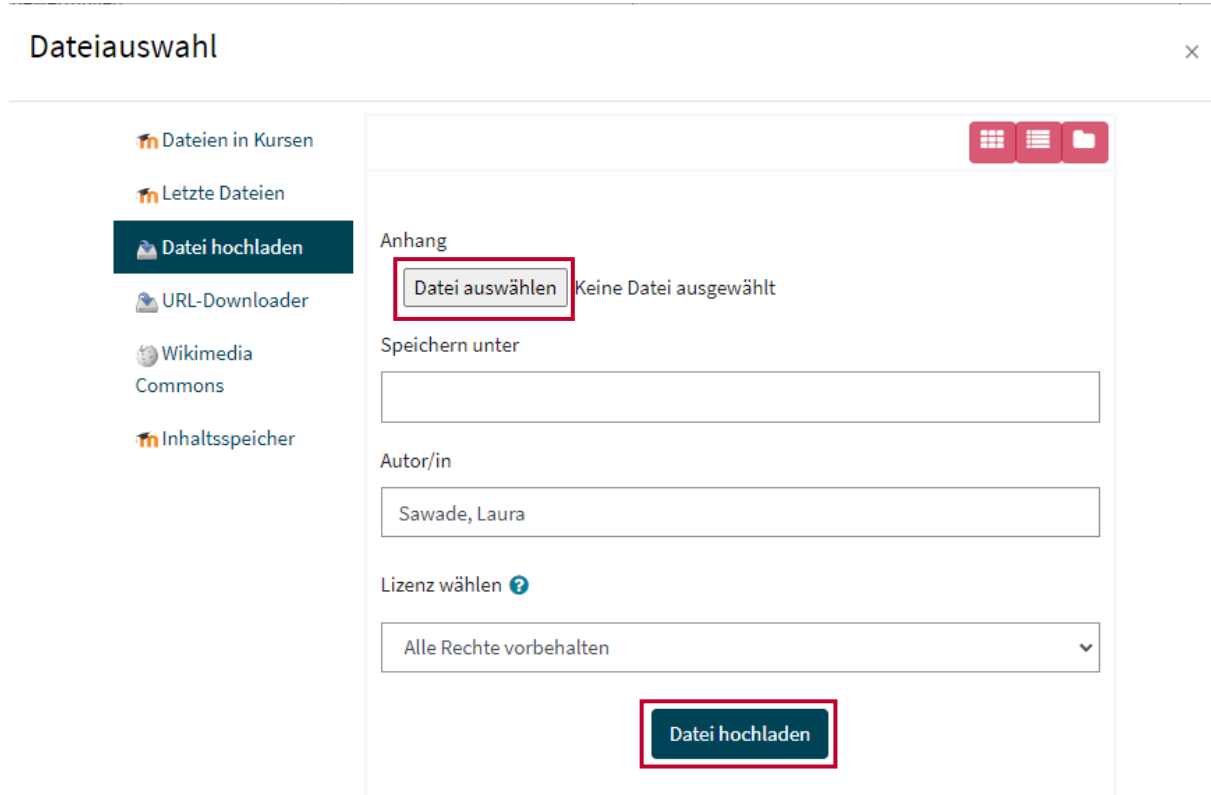 Dateiauswahl
×
Dateien in Kursen
Letzte Dateien
Datei hochladen
URL-Downloader
Wikimedia
Commons
Inhaltsspeicher
Anhang
Datei auswählen Keine Datei ausgewählt
Speichern unter
Autor/in
Sawade, Laura
Lizenz wählen ?
Alle Rechte vorbehalten
Datei hochladen